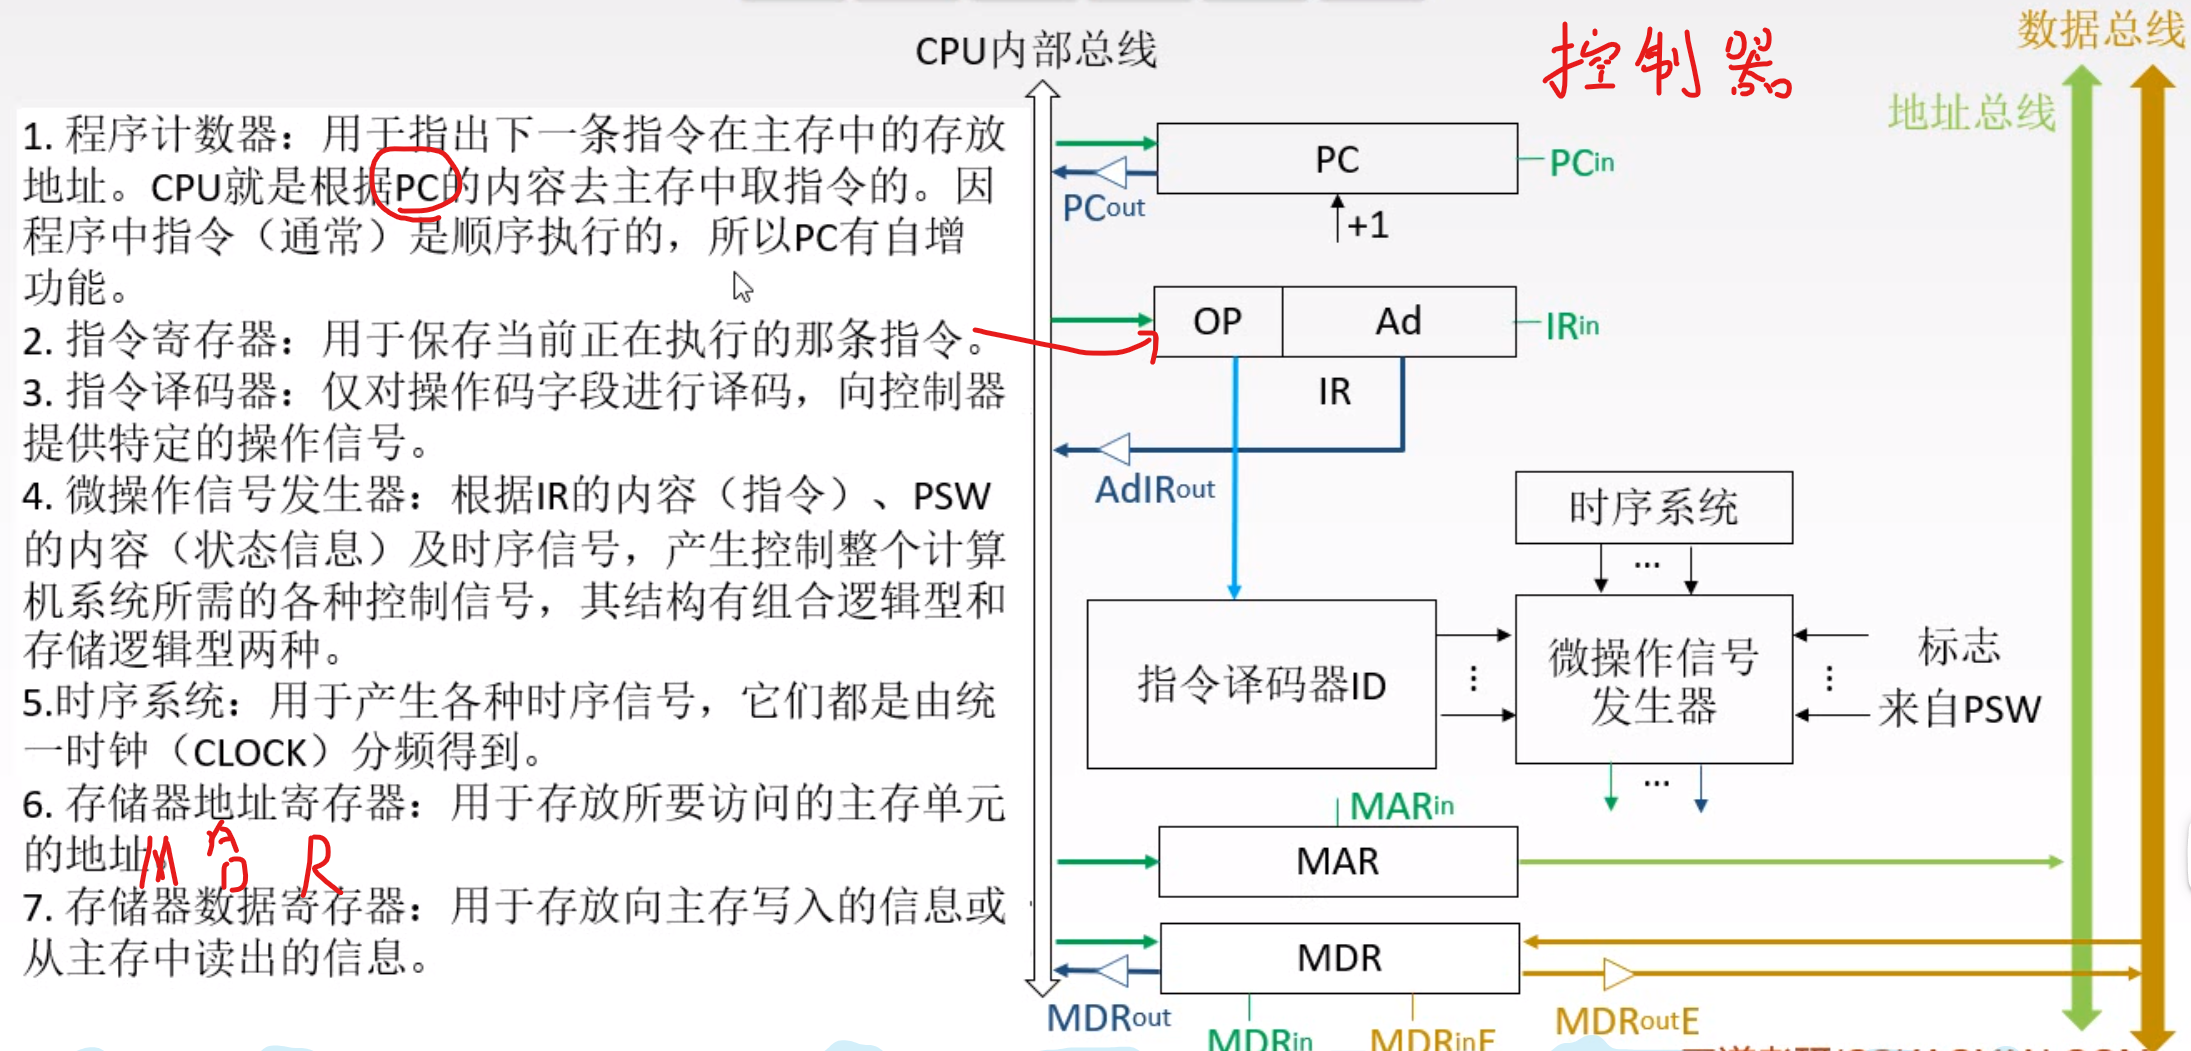 CPU内部总线
控制器
数据总线
地址总线
1. 程序计数器：用于指出下一条指令在主存中的存放
地址。CPU就是根据PC的内容去主存中取指令的。因
程序中指令（通常）是顺序执行的，所以PC有自增
功能。
2. 指令寄存器：用于保存当前正在执行的那条指令。
3. 指令译码器：仅对操作码字段进行译码，向控制器
提供特定的操作信号。
4. 微操作信号发生器：根据IR的内容（指令）、PSW
的内容（状态信息）及时序信号，产生控制整个计算
机系统所需的各种控制信号，其结构有组合逻辑型和
存储逻辑型两种。
5.时序系统：用于产生各种时序信号，它们都是由统
一时钟（CLOCK）分频得到。
6. 存储器地址寄存器：用于存放所要访问的主存单元
的地址。
M A R
D
7. 存储器数据寄存器：用于存放向主存写入的信息或
从主存中读出的信息。
PC
PCin
PCout
+1
OP
Ad
IRin
IR
AdIRout
时序系统
...
指令译码器ID
...
微操作信号
发生器
标志
...
来自PSW
...
MARin
MAR
MDR
MDRout
MDRin
MDRinE
MDRoutE